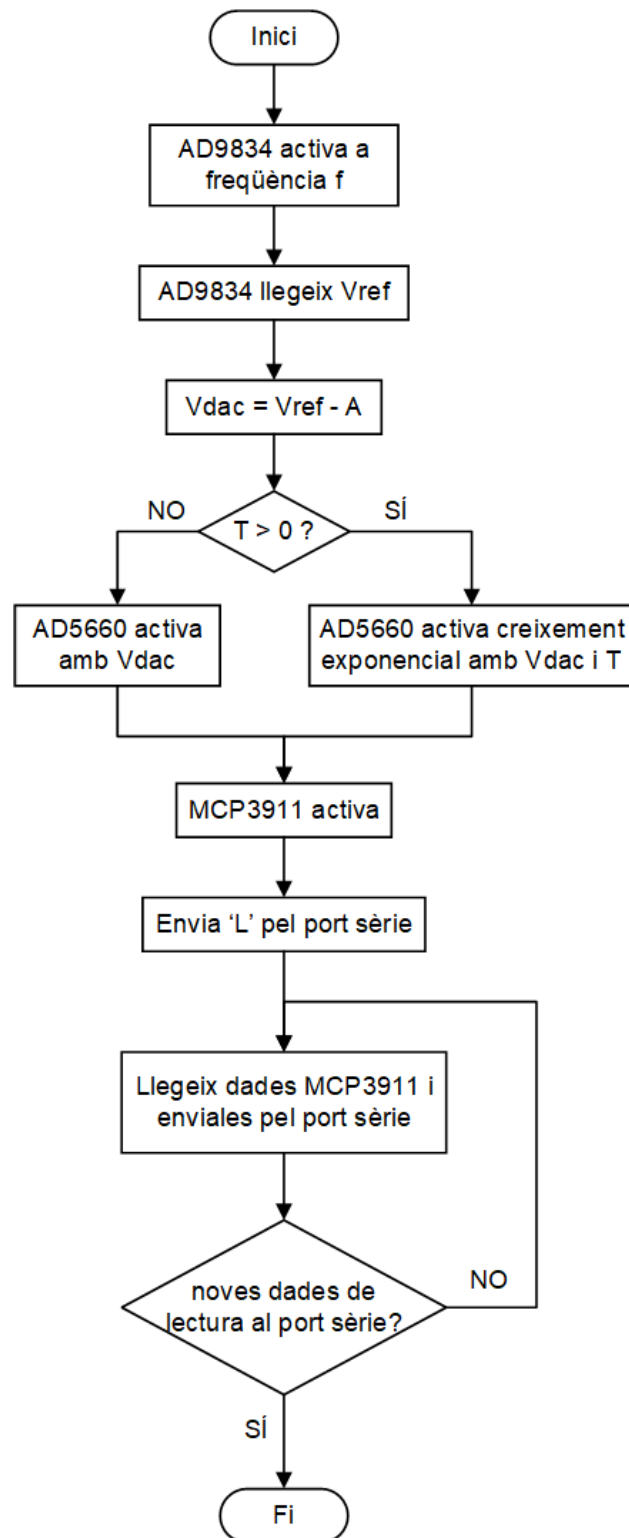 Inici
AD9834 activa a
freqüència f
AD9834 llegeix Vref
Vdac = Vref - A
NO
SÍ
T > 0 ?
AD5660 activa
amb Vdac
AD5660 activa creixement
exponencial amb Vdac i T
MCP3911 activa
Envia ‘L’ pel port sèrie
Llegeix dades MCP3911 i
enviales pel port sèrie
noves dades de
lectura al port sèrie?
NO
SÍ
Fi